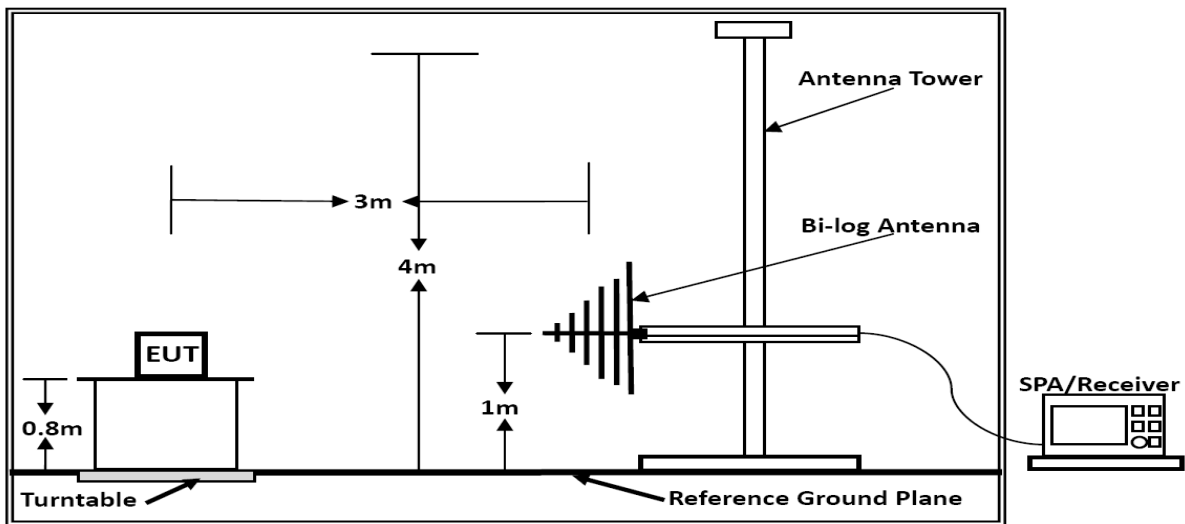 Antenna Tower
3m
Bi-log Antenna
4m
EUT
SPA/Receiver
1m
0.8m
Turntable
Reference Ground Plane